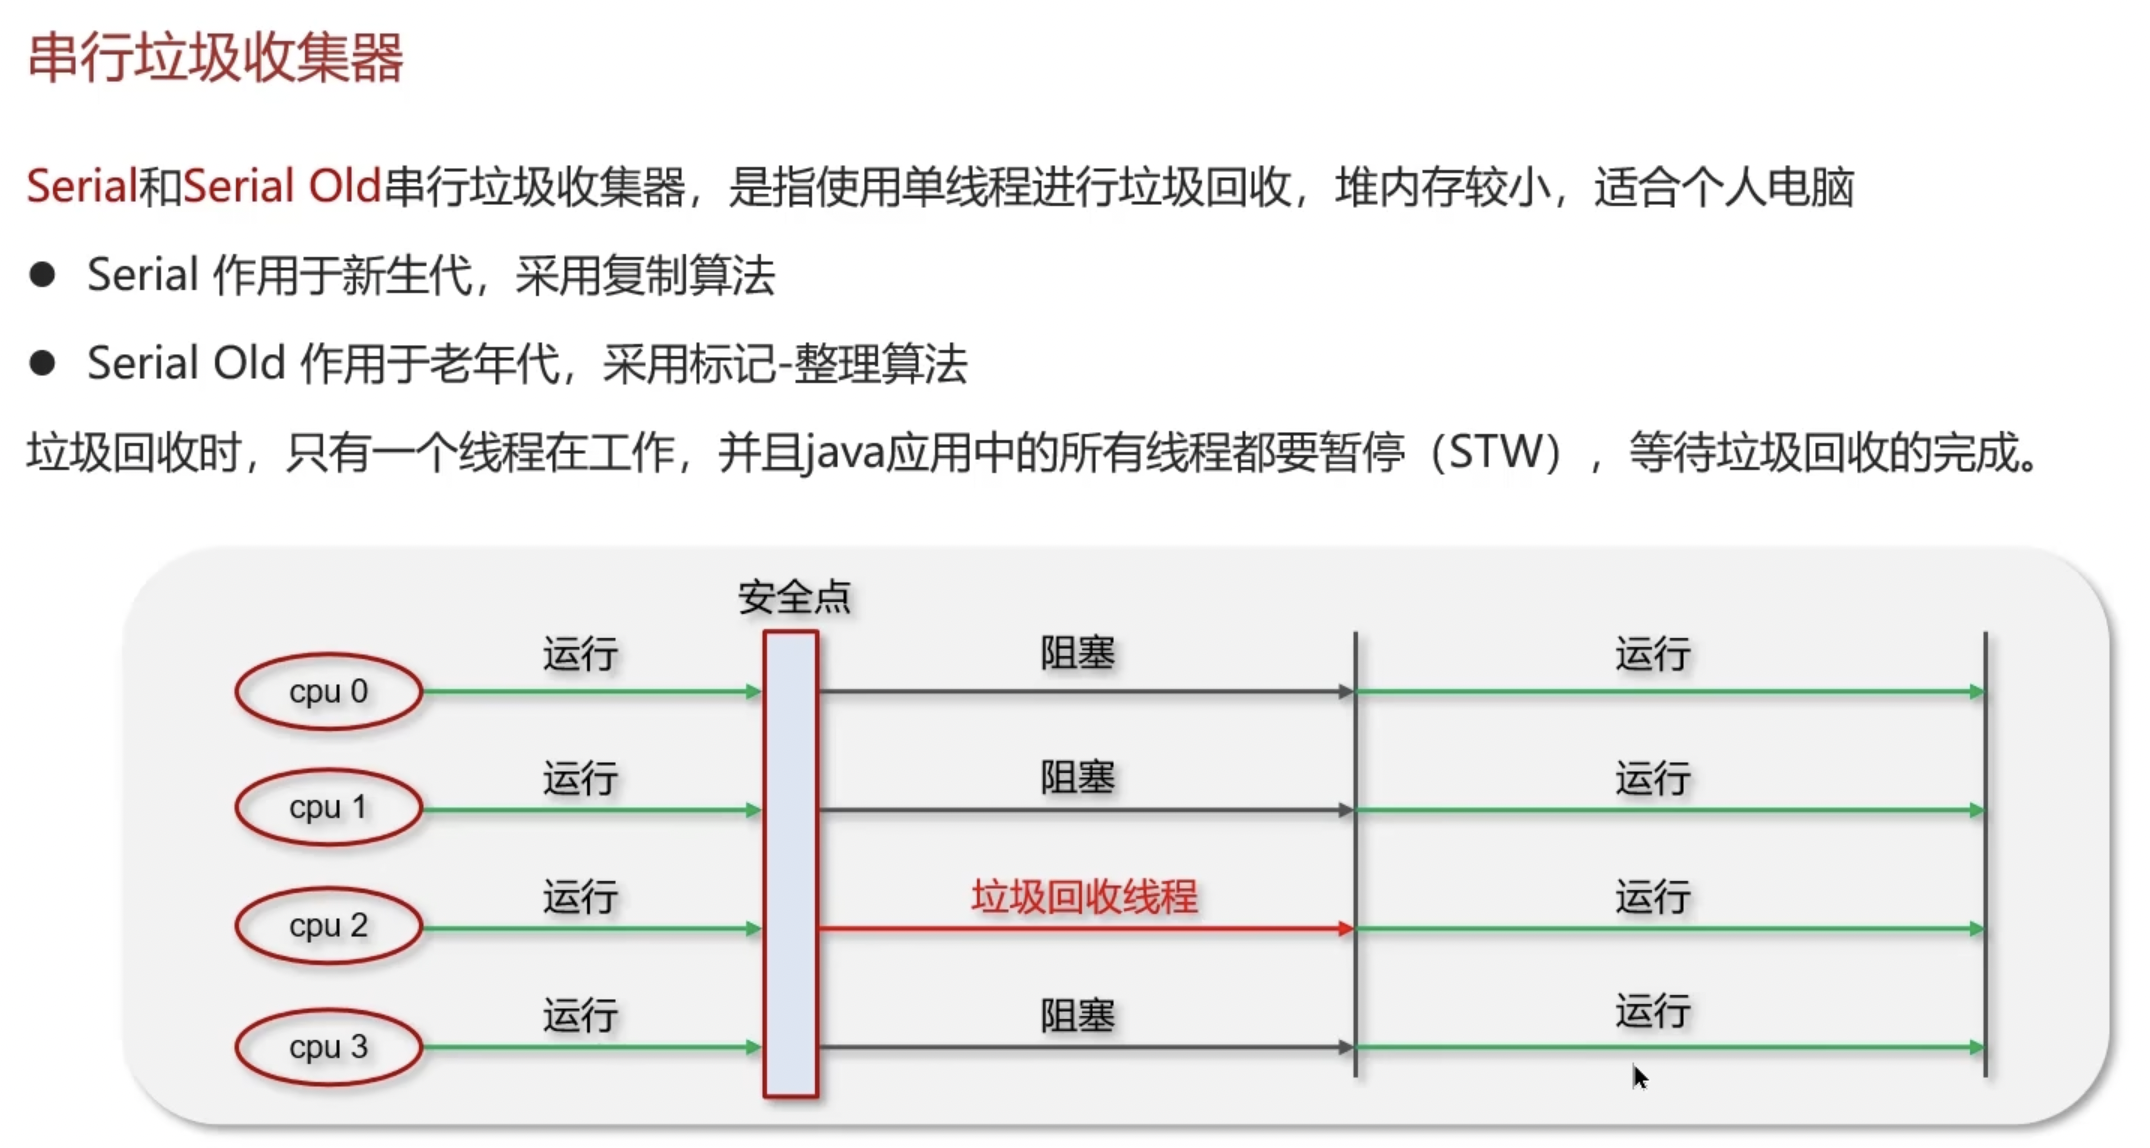 串行垃圾收集器
Serial和Serial Old串行垃圾收集器，是指使用单线程进行垃圾回收，堆内存较小，适合个人电脑
● Serial 作用于新生代，采用复制算法
● Serial Old 作用于老年代，采用标记-整理算法
垃圾回收时，只有一个线程在工作，并且java应用中的所有线程都要暂停（STW），等待垃圾回收的完成。
安全点
运行 阻塞 运行
cpu 0
运行 阻塞 运行
cpu 1
运行 垃圾回收线程 运行
cpu 2
运行 阻塞 运行
cpu 3